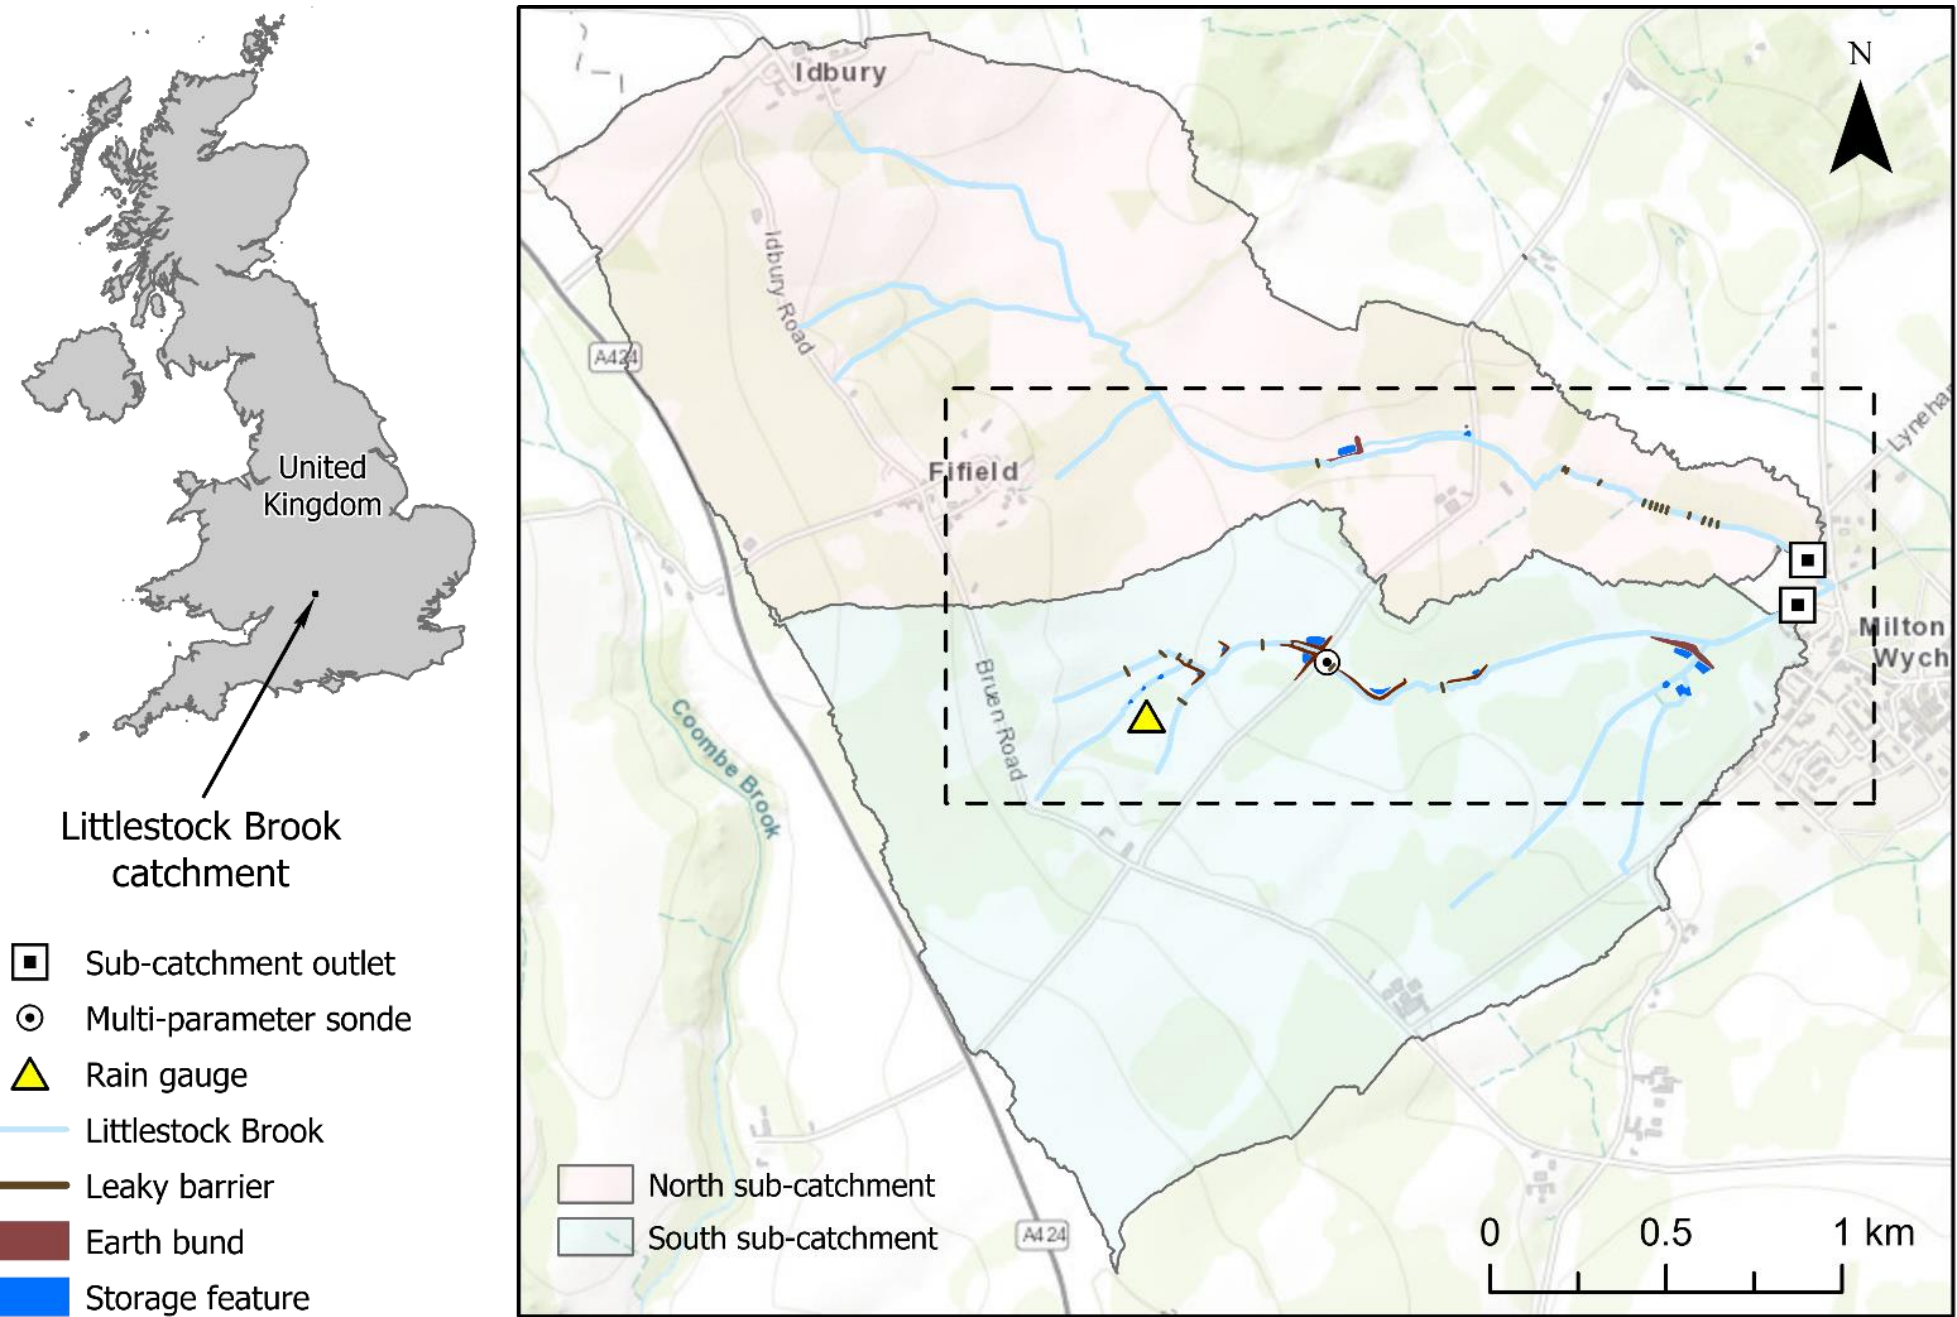 United
Kingdom
Littlestock Brook
catchment
Sub-catchment outlet
Multi-parameter sonde
Rain gauge
Littlestock Brook
Leaky barrier
Earth bund
Storage feature
Idbury
N
Idbury Road
A424
Lyneham
Fifield
Milton
Wych
Bruen Road
Coombe Brook
North sub-catchment
South sub-catchment
A424
0 0.5 1 km